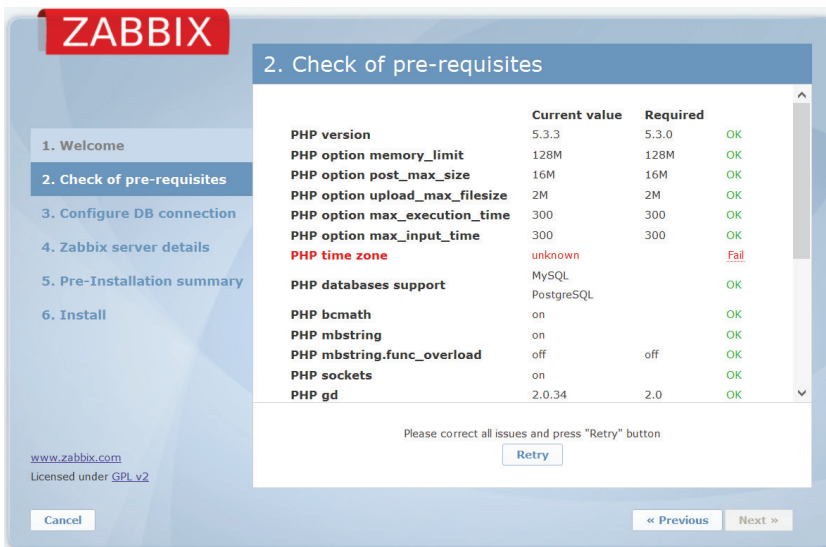 ZABBIX
2. Check of pre-requisites
1. Welcome
2. Check of pre-requisites
3. Configure DB connection
4. Zabbix server details
5. Pre-Installation summary
6. Install
Current value Required
PHP version 5.3.3 5.3.0 OK
PHP option memory_limit 128M 128M OK
PHP option post_max_size 16M 16M OK
PHP option upload_max_filesize 2M 2M OK
PHP option max_execution_time 300 300 OK
PHP option max_input_time 300 300 OK
PHP time zone unknown Fail
PHP databases support MySQL PostgreSQL OK
PHP bcmath on OK
PHP mbstring on OK
PHP mbstring.func_overload off off OK
PHP sockets on OK
PHP gd 2.0.34 2.0 OK
Please correct all issues and press "Retry" button
Retry
www.zabbix.com
Licensed under GPL v2
Cancel
« Previous
Next »